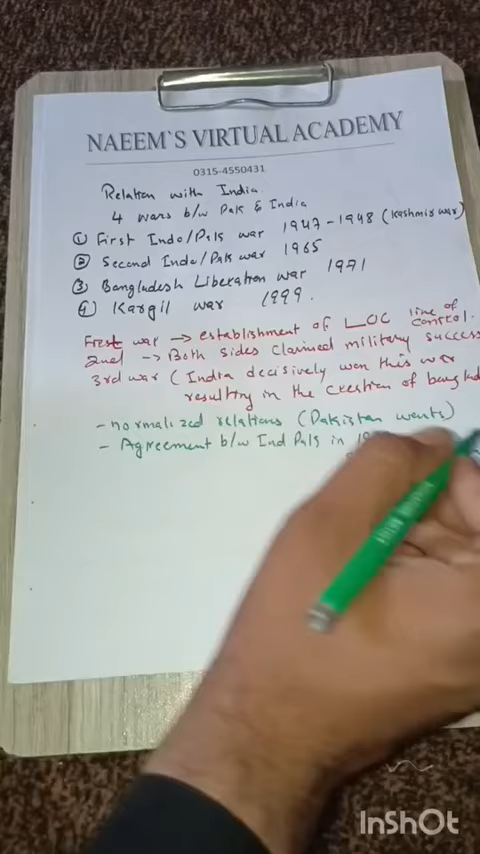 NAEEM`S VIRTUAL ACADEMY
0315-4550431
Relation with India
4 wars b/w Pak & India
① First Indo/Pak war 1947-1948 (Kashmir war)
② Second Indo/Pak war 1965
③ Bangladesh Liberation war 1971
④ Kargil war 1999.
First war → establishment of LOC line of control.
2nd → Both sides claimed military success
3rd war (India decisively won this war
resulting in the creation of
- normalized relations (Pakistan wants)
- Agreement b/w Ind Pak in
InShOt